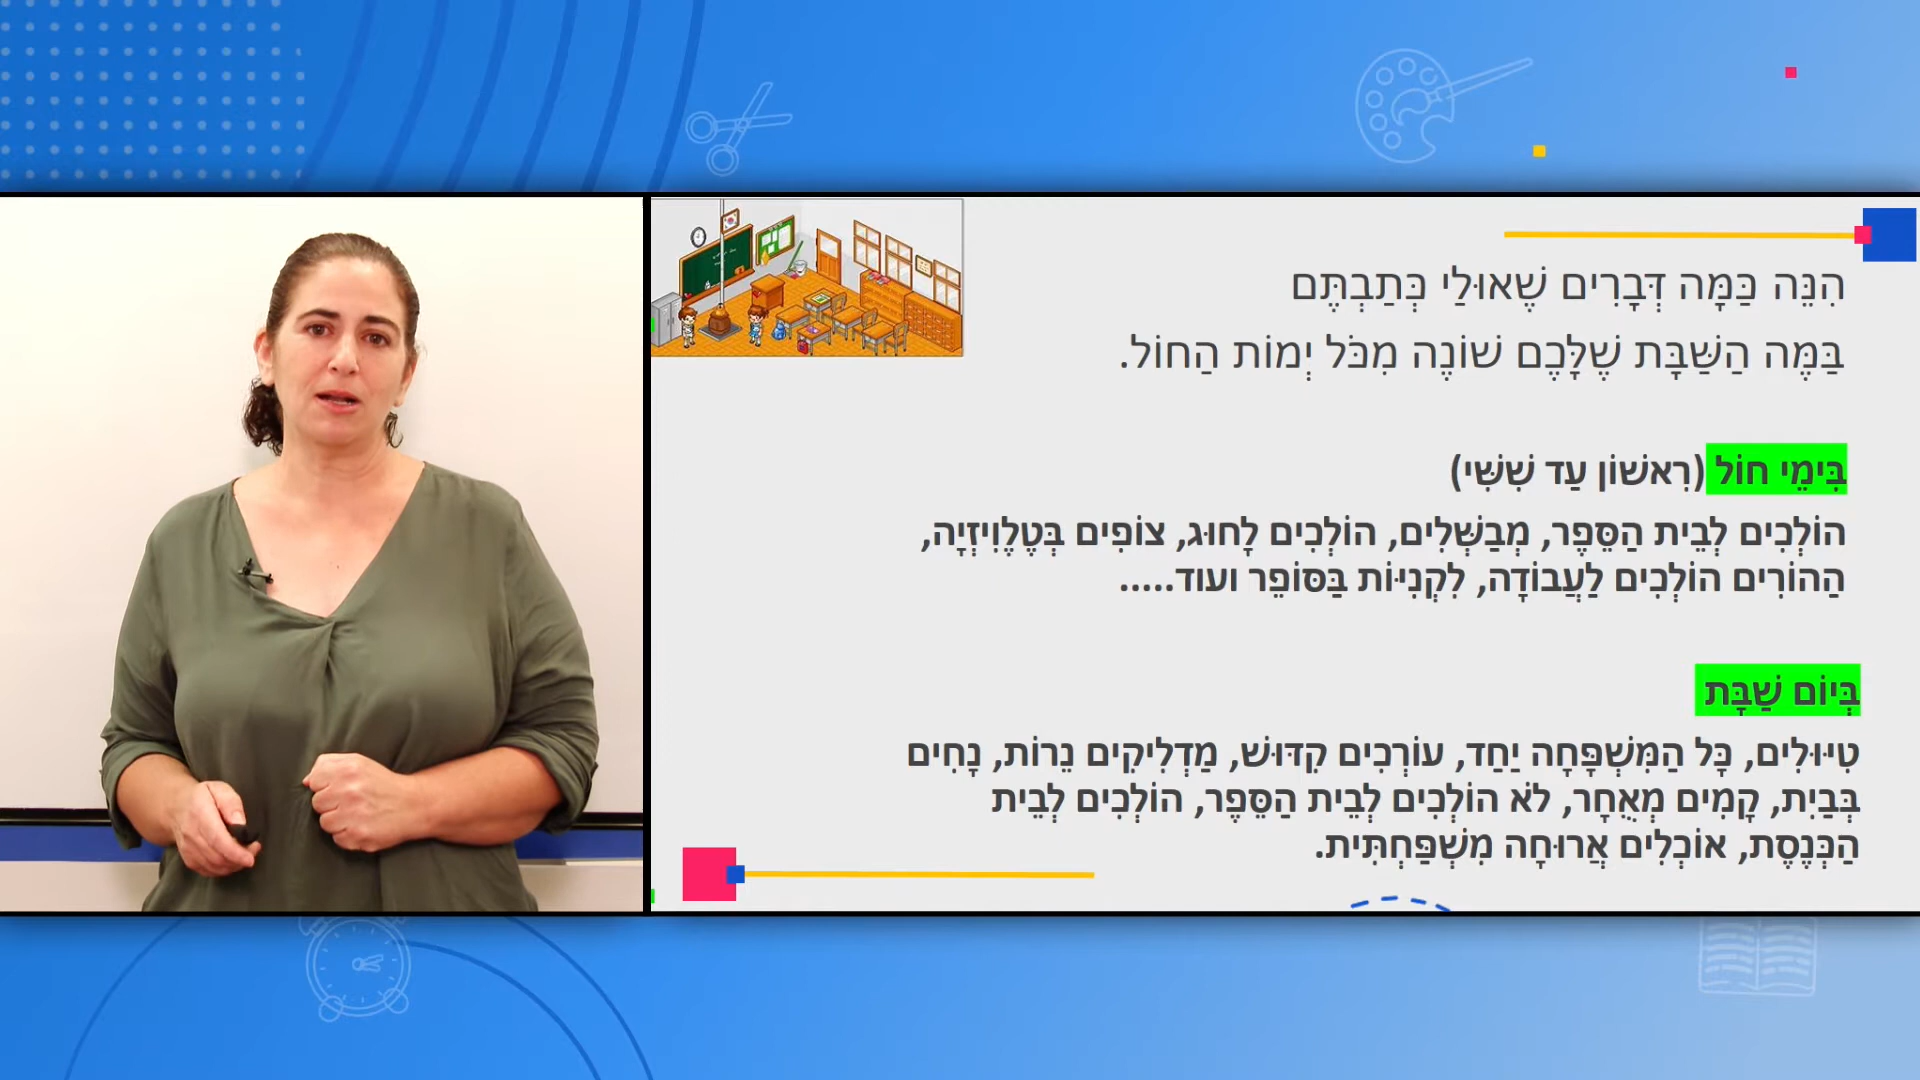 הִנֵּה כַּמָּה דְּבָרִים שֶׁאוּלַי כְּתַבְתֶּם
בַּמֶּה הַשַּׁבָּת שֶׁלָּכֶם שׁוֹנֶה מִכֹּל יְמוֹת הַחוֹל.
בִּימֵי חוֹל (רִאשׁוֹן עַד שִׁשִּׁי)
הוֹלְכִים לְבֵית הַסֵּפֶר, מְבַשְּׁלִים, הוֹלְכִים לָחוּג, צוֹפִים בְּטֶלֶוִיזְיָה,
הַהוֹרִים הוֹלְכִים לַעֲבוֹדָה, לִקְנִיּוֹת בַּסּוֹפֵר ועוד.....
בְּיוֹם שַׁבָּת
טִיּוּלִים, כָּל הַמִּשְׁפָּחָה יַחַד, עוֹרְכִים קִדּוּשׁ, מַדְלִיקִים נֵרוֹת, נָחִים
בְּבַיִת, קָמִים מְאֻחָר, לֹא הוֹלְכִים לְבֵית הַסֵּפֶר, הוֹלְכִים לְבֵית
הַכְּנֶסֶת, אוֹכְלִים אֲרוּחָה מִשְׁפַּחְתִּית.